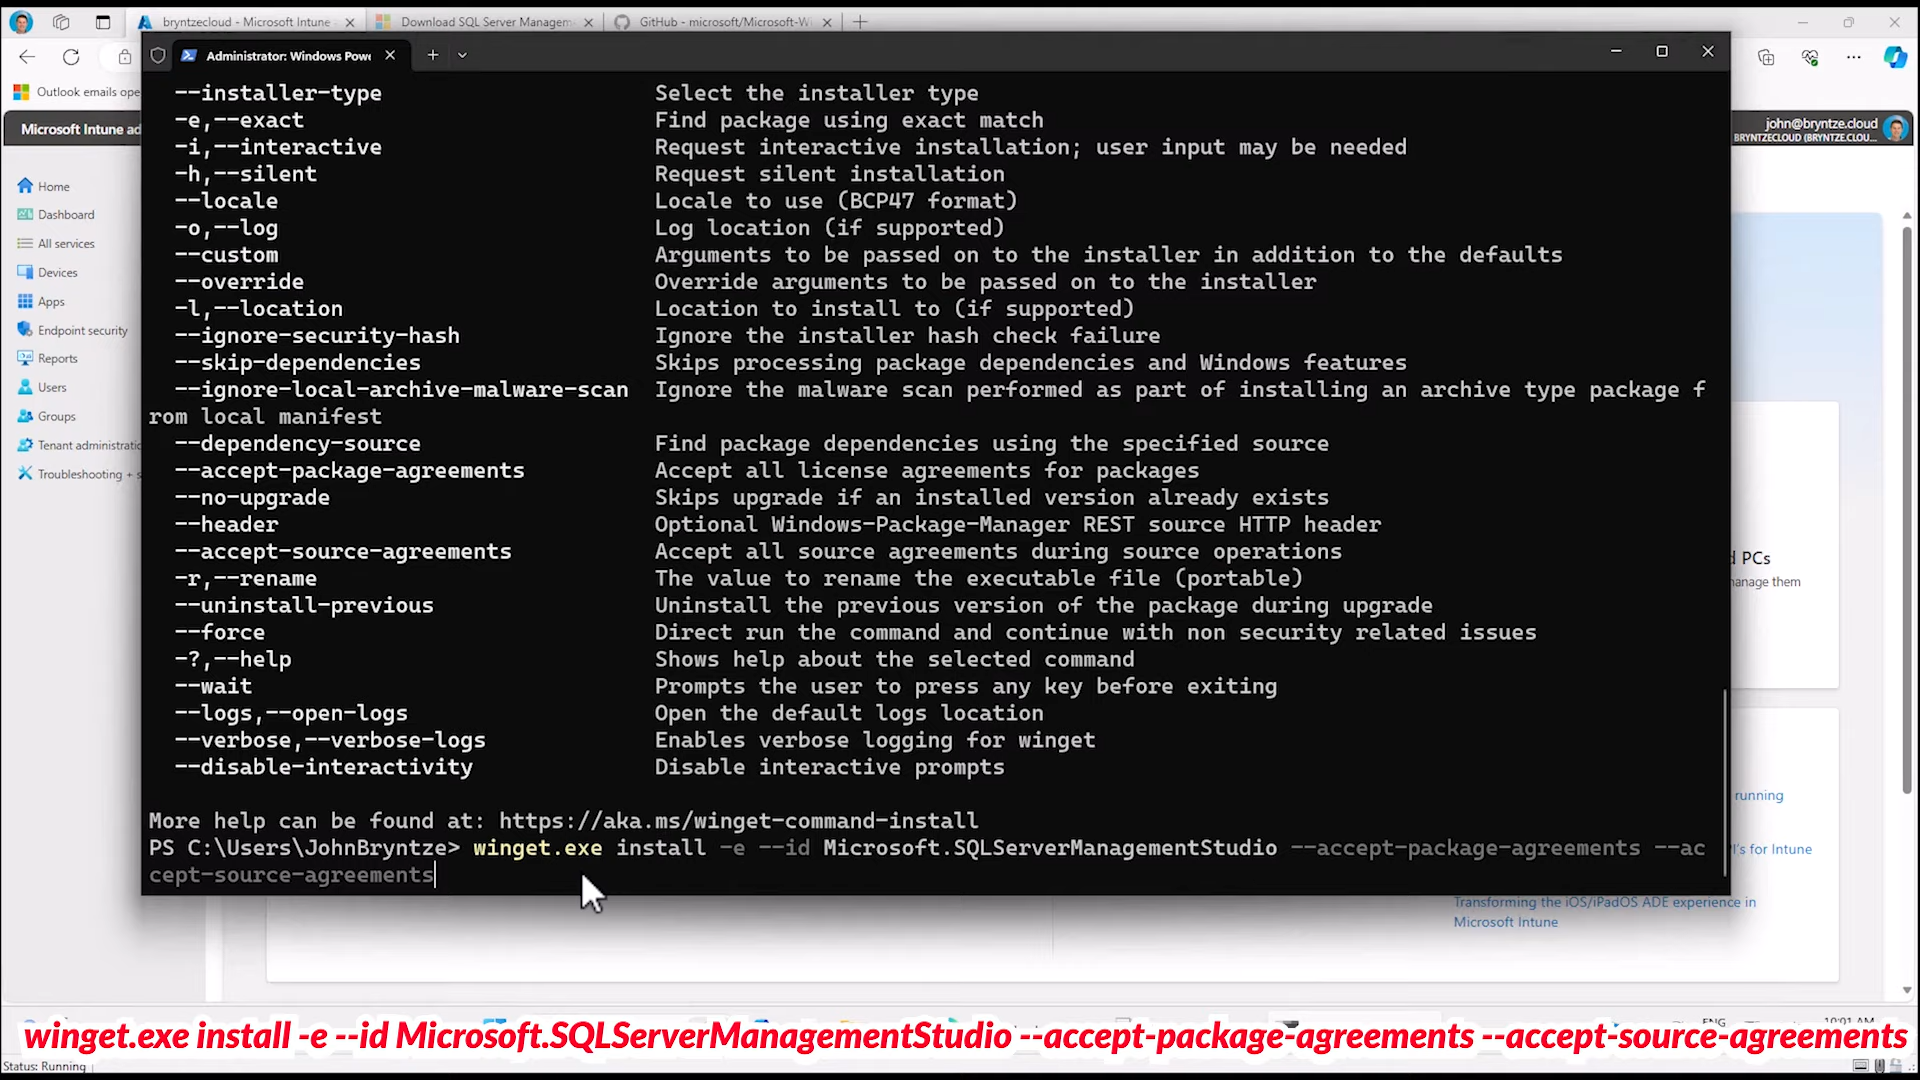 bryntzecloud - Microsoft Intune
Download SQL Server Managem
GitHub - microsoft/Microsoft-Wi
Administrator: Windows Powe
Outlook emails ope
Microsoft Intune ad
john@bryntze.cloud
BRYNTZECLOUD (BRYNTZE.CLOU...
Home
Dashboard
All services
Devices
Apps
Endpoint security
Reports
Users
Groups
Tenant administratio
Troubleshooting + s
--installer-type Select the installer type
-e,--exact Find package using exact match
-i,--interactive Request interactive installation; user input may be needed
-h,--silent Request silent installation
--locale Locale to use (BCP47 format)
-o,--log Log location (if supported)
--custom Arguments to be passed on to the installer in addition to the defaults
--override Override arguments to be passed on to the installer
-l,--location Location to install to (if supported)
--ignore-security-hash Ignore the installer hash check failure
--skip-dependencies Skips processing package dependencies and Windows features
--ignore-local-archive-malware-scan Ignore the malware scan performed as part of installing an archive type package f
rom local manifest
--dependency-source Find package dependencies using the specified source
--accept-package-agreements Accept all license agreements for packages
--no-upgrade Skips upgrade if an installed version already exists
--header Optional Windows-Package-Manager REST source HTTP header
--accept-source-agreements Accept all source agreements during source operations
-r,--rename The value to rename the executable file (portable)
--uninstall-previous Uninstall the previous version of the package during upgrade
--force Direct run the command and continue with non security related issues
-?,--help Shows help about the selected command
--wait Prompts the user to press any key before exiting
--logs,--open-logs Open the default logs location
--verbose,--verbose-logs Enables verbose logging for winget
--disable-interactivity Disable interactive prompts
More help can be found at: https://aka.ms/winget-command-install
PS C:\Users\JohnBryntze> winget.exe install -e --id Microsoft.SQLServerManagementStudio --accept-package-agreements --ac
cept-source-agreements
d PCs
anage them
running
I's for Intune
Transforming the iOS/iPadOS ADE experience in
Microsoft Intune
ENG
10:01 AM
winget.exe install -e --id Microsoft.SQLServerManagementStudio --accept-package-agreements --accept-source-agreements
Status: Running